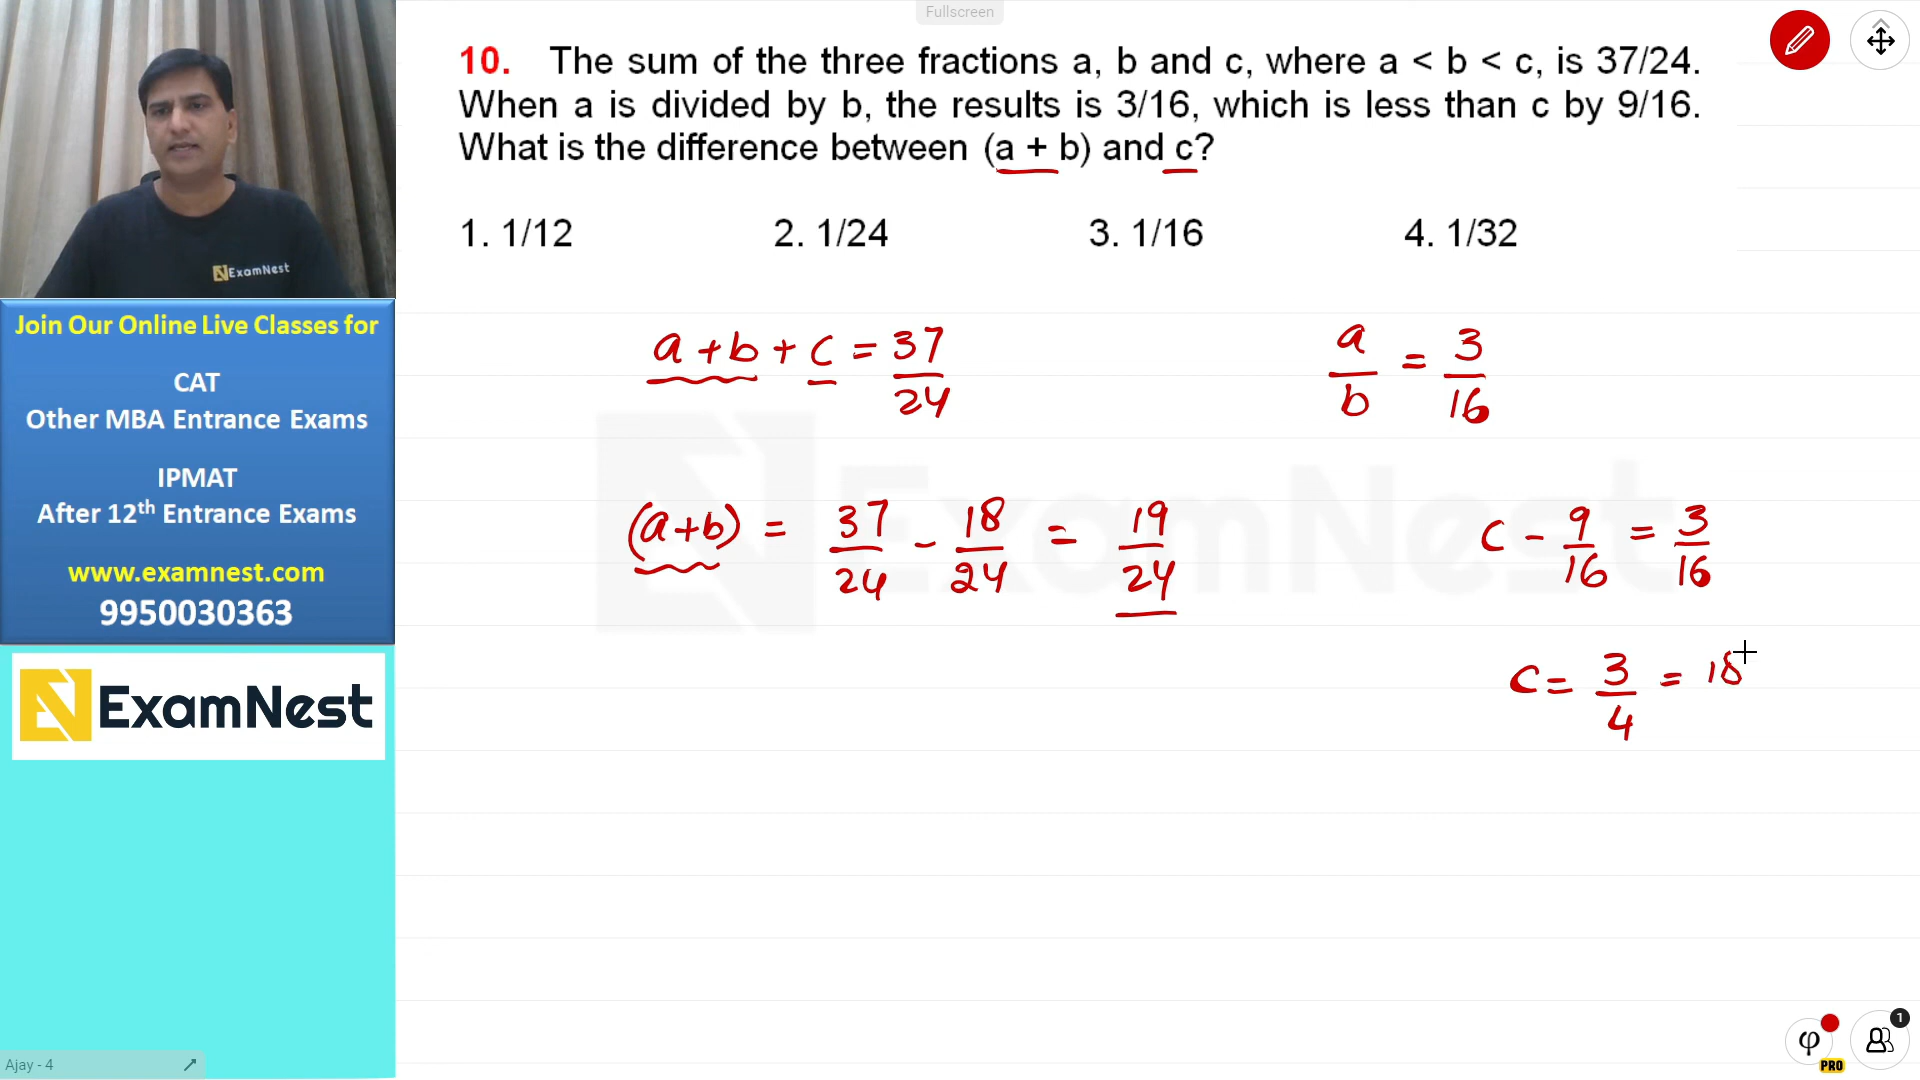 Fullscreen
10. The sum of the three fractions a, b and c, where a < b < c, is 37/24.
When a is divided by b, the results is 3/16, which is less than c by 9/16.
What is the difference between (a + b) and c?
1. 1/12 2. 1/24 3. 1/16 4. 1/32
a + b + c = 37/24
a/b = 3/16
(a+b) = 37/24 - 18/24 = 19/24
c - 9/16 = 3/16
c = 3/4 = 18
ExamNest
ExamNest
Join Our Online Live Classes for
CAT
Other MBA Entrance Exams
IPMAT
After 12th Entrance Exams
www.examnest.com
9950030363
ExamNest
Ajay - 4
φ
PRO
1